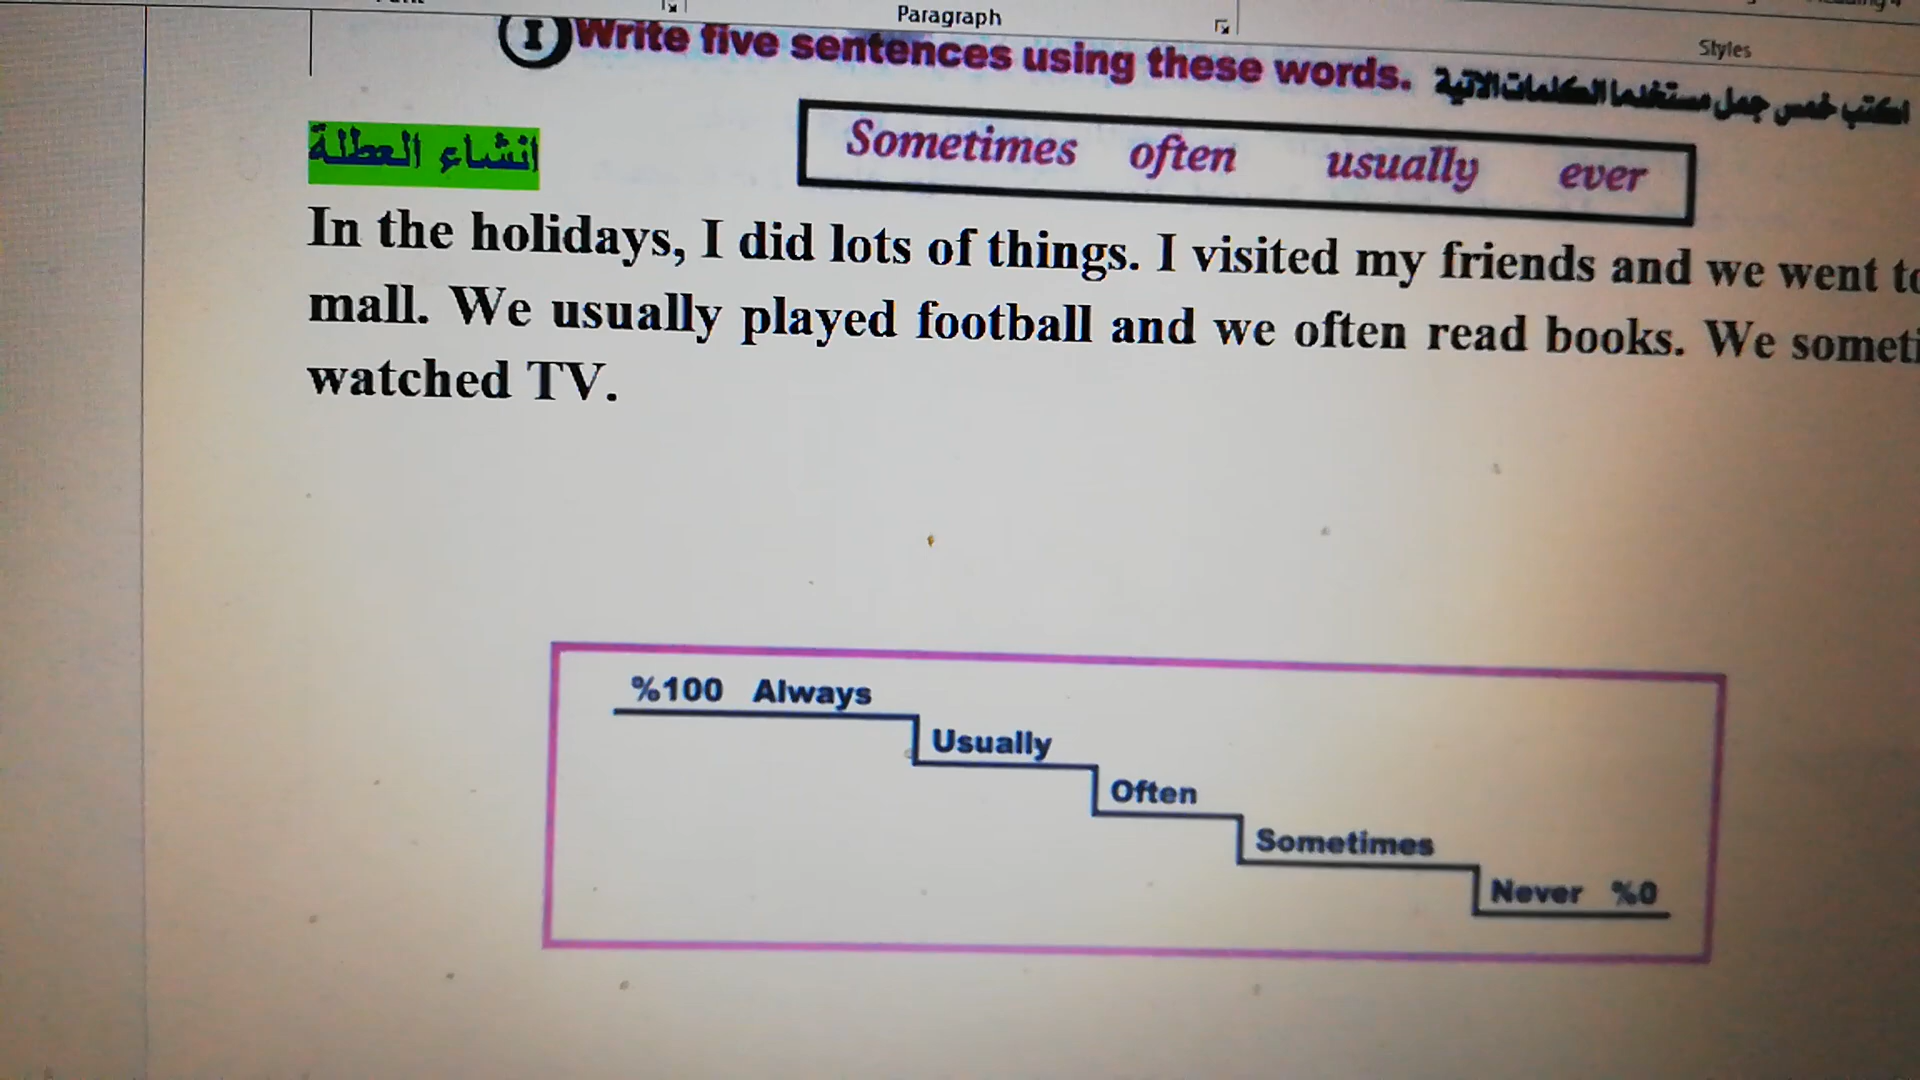 Paragraph
Styles
I Write five sentences using these words. اكتب خمس جمل مستخدما الكلمات الاتية
Sometimes often usually ever
انشاء العطلة
In the holidays, I did lots of things. I visited my friends and we went to
mall. We usually played football and we often read books. We someti
watched TV.
%100 Always
Usually
Often
Sometimes
Never %0